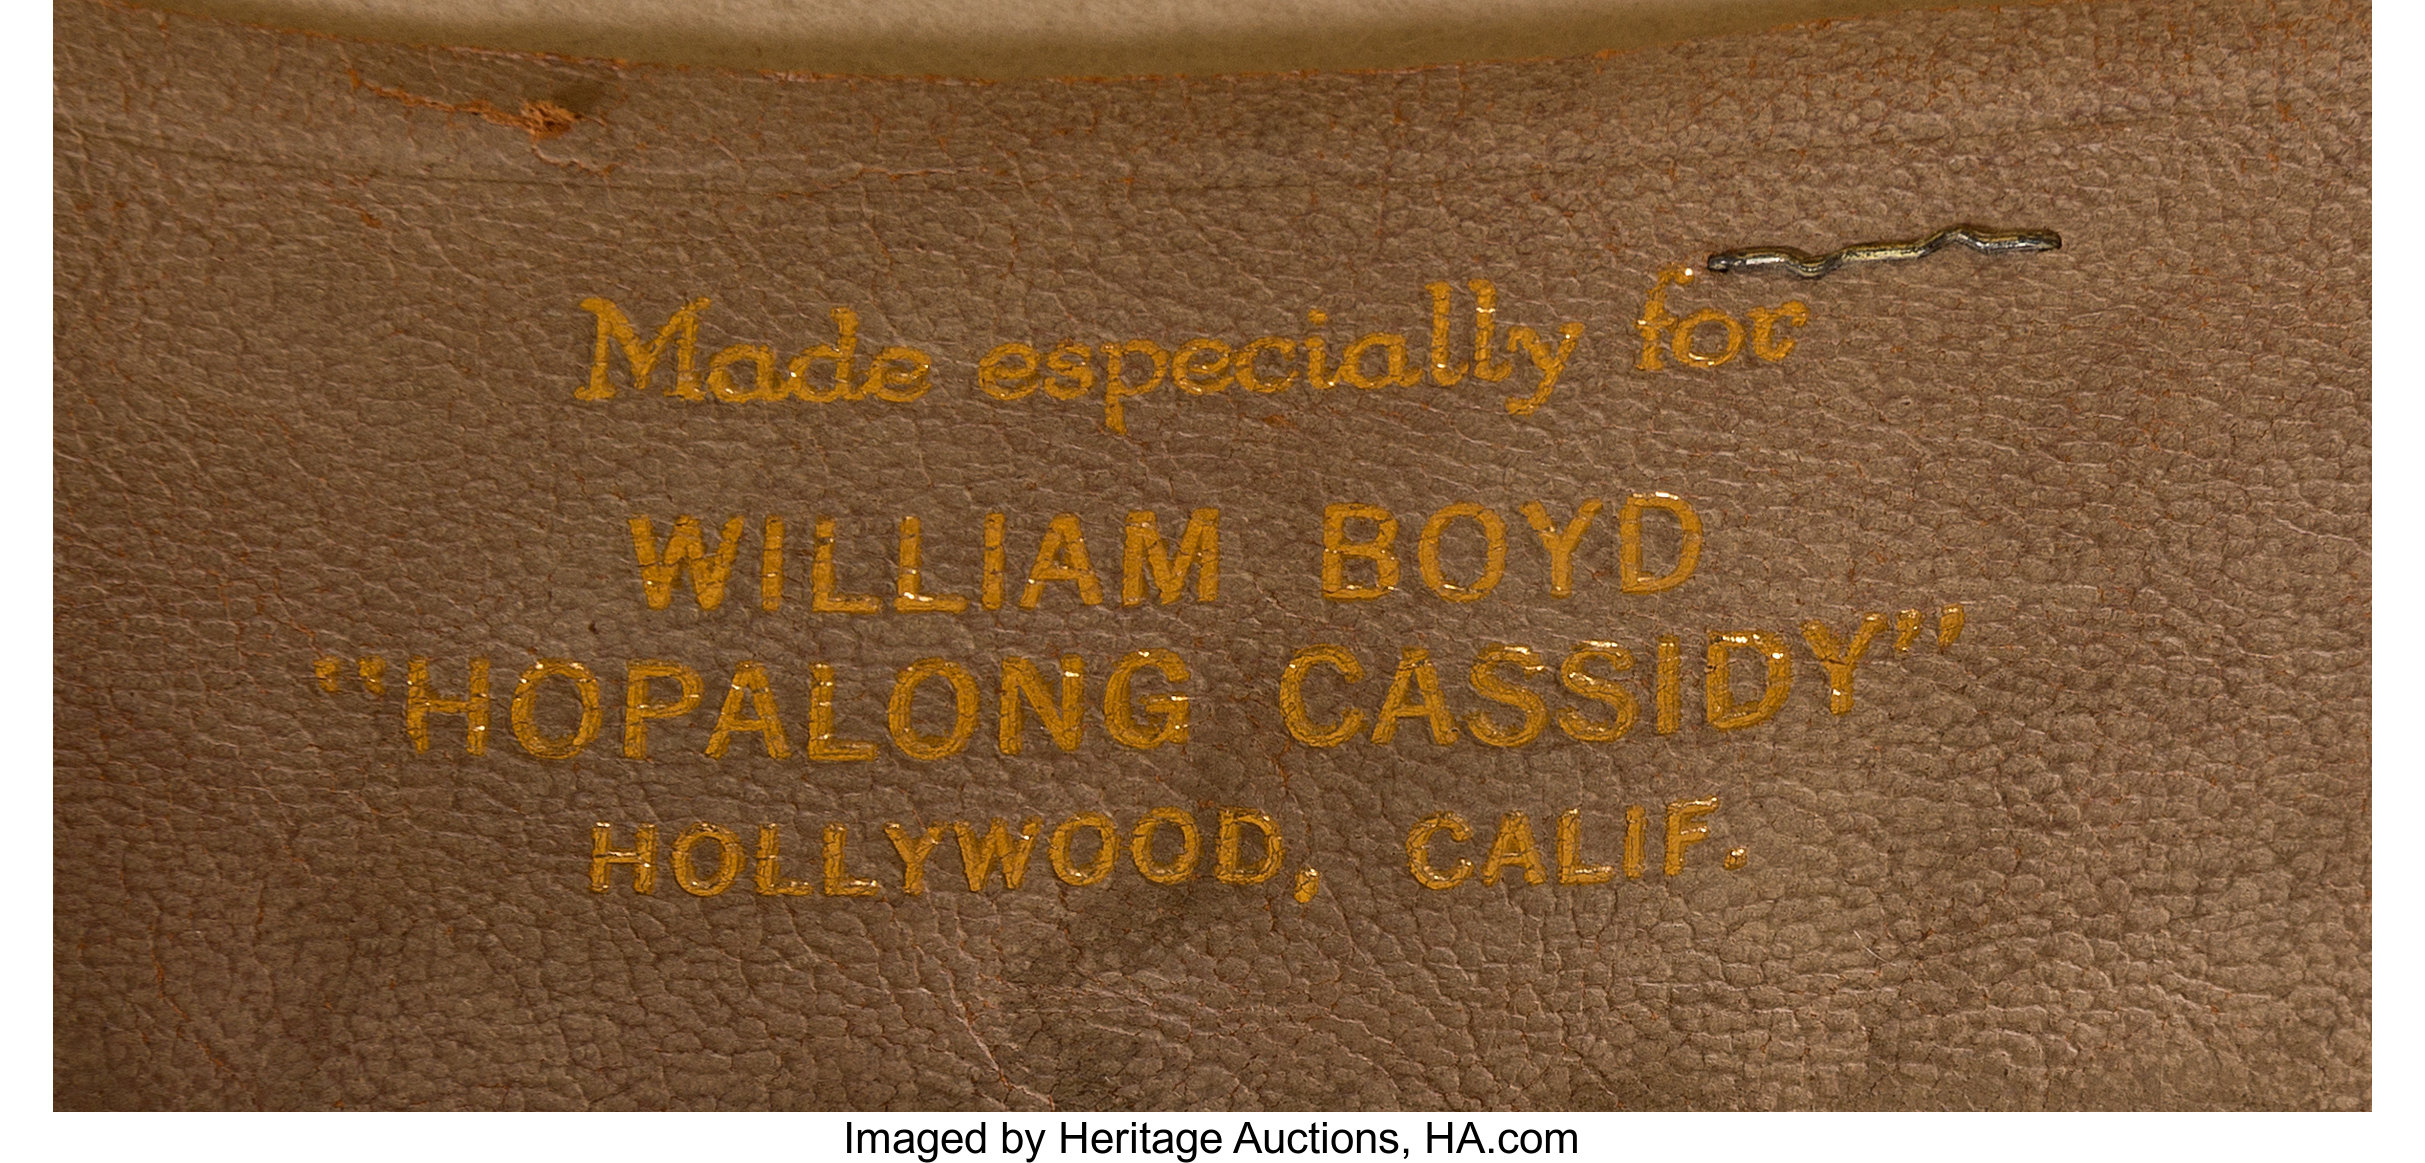 Made especially for
WILLIAM BOYD
"HOPALONG CASSIDY"
HOLLYWOOD, CALIF.
Imaged by Heritage Auctions, HA.com